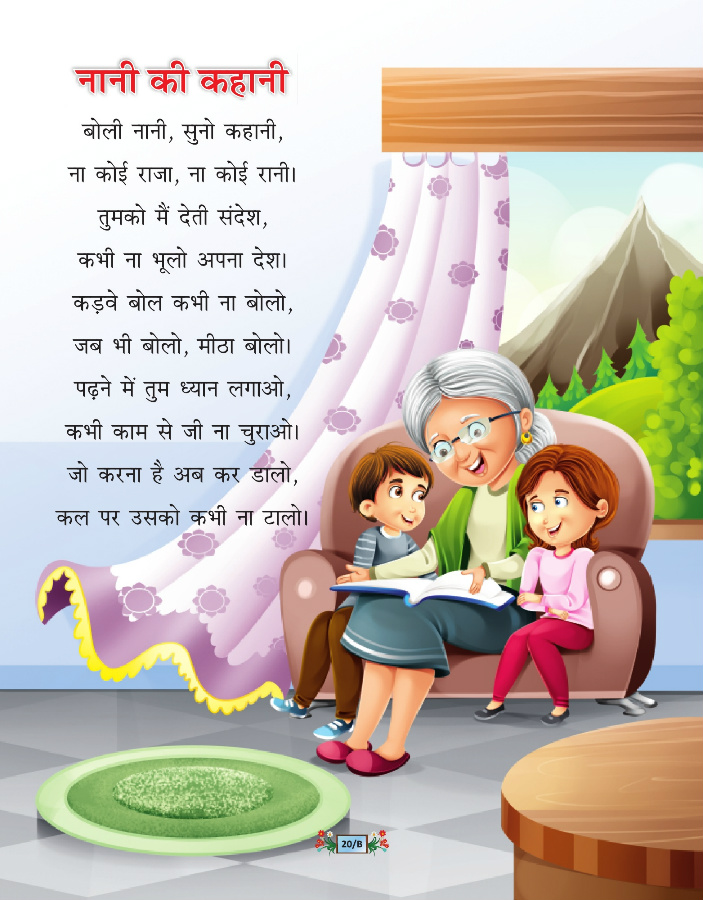 नानी की कहानी
बोली नानी, सुनो कहानी,
ना कोई राजा, ना कोई रानी।
तुमको मैं देती संदेश,
कभी ना भूलो अपना देश।
कड़वे बोल कभी ना बोलो,
जब भी बोलो, मीठा बोलो।
पढ़ने में तुम ध्यान लगाओ,
कभी काम से जी ना चुराओ।
जो करना है अब कर डालो,
कल पर उसको कभी ना टालो।
20/B